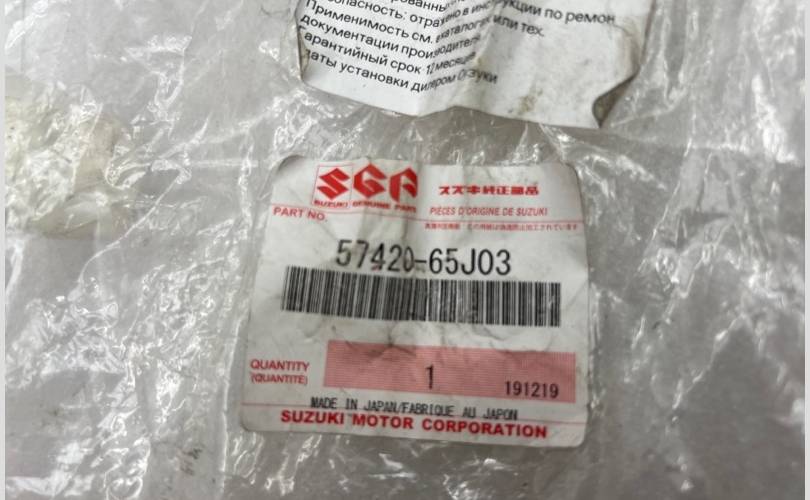 опасность: отражено в инструкции по ремон
Применимость см. в каталогах или тех.
документации производителя.
Гарантийный срок 12 месяцев
даты установки дилером Сузуки
SGP
スズキ純正部品
SUZUKI GENUINE PARTS
PIÈCES D'ORIGINE DE SUZUKI
PART NO.
57420-65J03
QUANTITY
(QUANTITÉ)
1
191219
MADE IN JAPAN/FABRIQUE AU JAPON
SUZUKI MOTOR CORPORATION